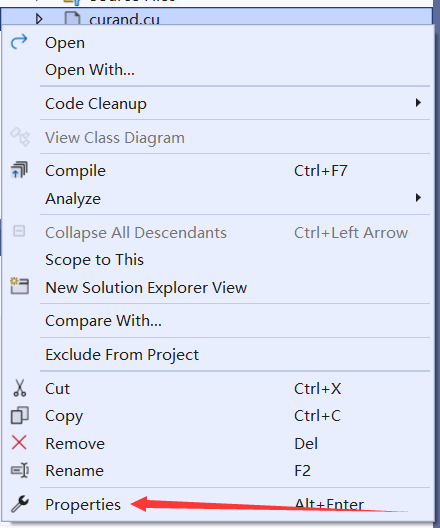 Source Files
curand.cu
Open
Open With...
Code Cleanup
View Class Diagram
Compile Ctrl+F7
Analyze
Collapse All Descendants Ctrl+Left Arrow
Scope to This
New Solution Explorer View
Compare With...
Exclude From Project
Cut Ctrl+X
Copy Ctrl+C
Remove Del
Rename F2
Properties Alt+Enter